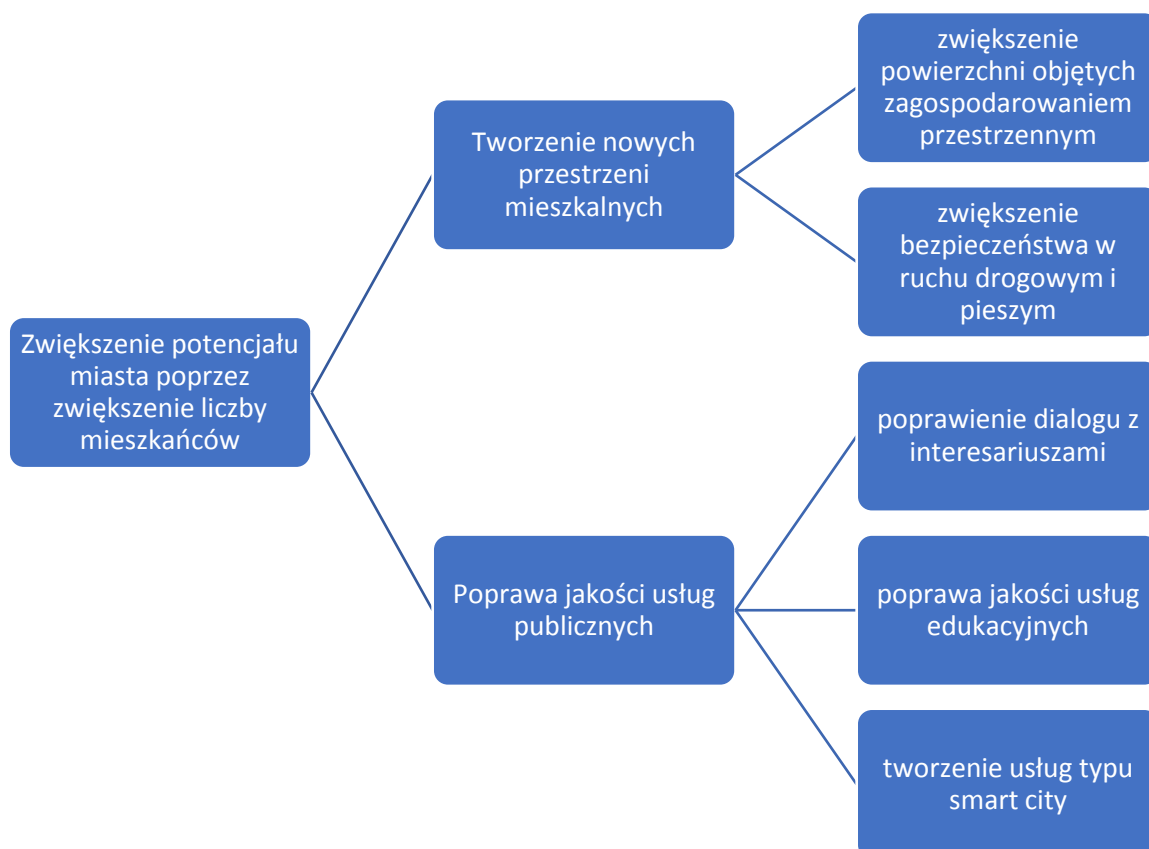 Zwiększenie potencjału
miasta poprzez
zwiększenie liczby
mieszkańców
Tworzenie nowych
przestrzeni
mieszkalnych
zwiększenie
powierzchni objętych
zagospodarowaniem
przestrzennym
zwiększenie
bezpieczeństwa w
ruchu drogowym i
pieszym
Poprawa jakości usług
publicznych
poprawienie dialogu z
interesariuszami
poprawa jakości usług
edukacyjnych
tworzenie usług typu
smart city